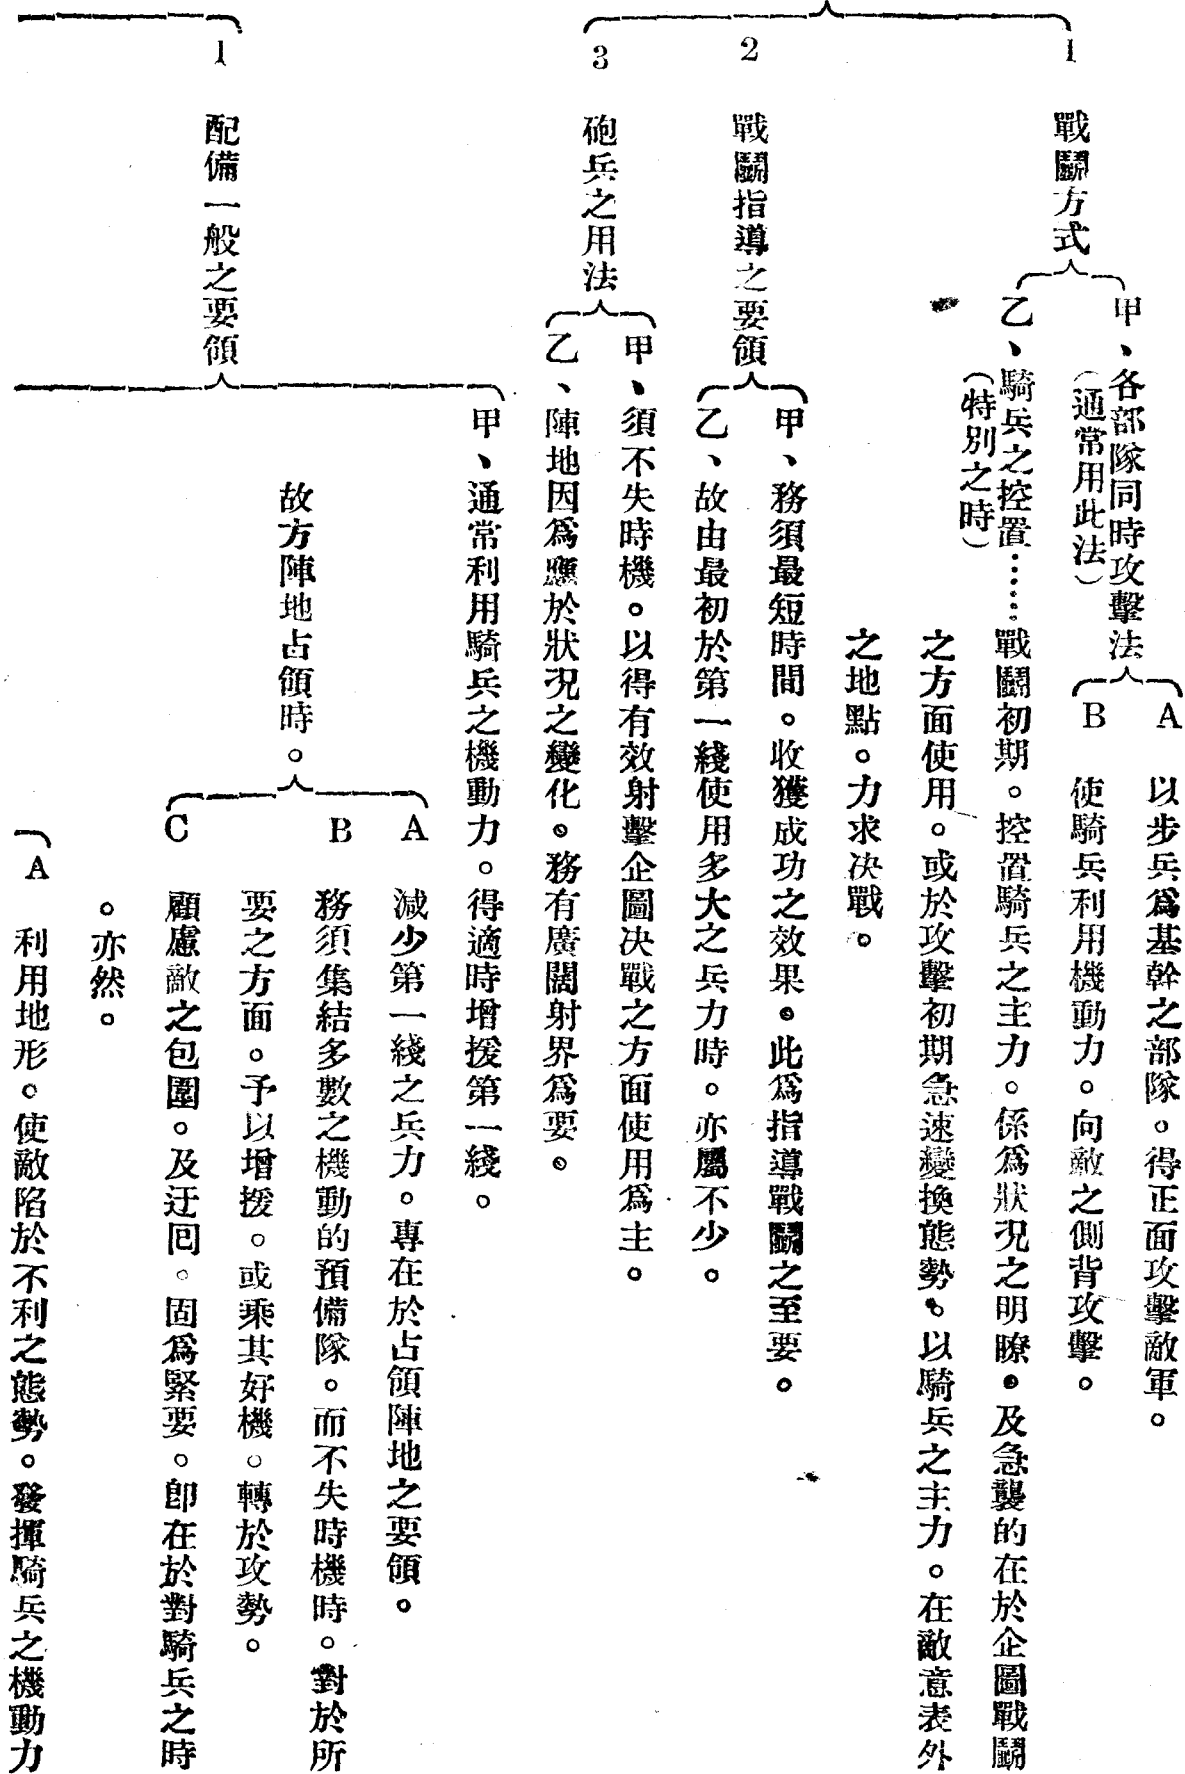 1 戰鬭方式
甲、各部隊同時攻擊法
（通常用此法）
A 以步兵爲基幹之部隊。得正面攻擊敵軍。
B 使騎兵利用機動力。向敵之側背攻擊。
乙、騎兵之控置……戰鬭初期。控置騎兵之主力。係爲狀況之明瞭。及急襲的在於企圖戰鬭
（特別之時）
之方面使用。或於攻擊初期急速變換態勢。以騎兵之主力。在敵意表外
之地點。力求決戰。
2 戰鬭指導之要領
甲、務須最短時間。收獲成功之效果。此爲指導戰鬭之至要。
乙、故由最初於第一綫使用多大之兵力時。亦屬不少。
3 砲兵之用法
甲、須不失時機。以得有效射擊企圖決戰之方面使用爲主。
乙、陣地因爲應於狀況之變化。務有廣闊射界爲要。
1 配備一般之要領
甲、通常利用騎兵之機動力。得適時增援第一綫。
故方陣地占領時。
A 減少第一綫之兵力。專在於占領陣地之要領。
B 務須集結多數之機動的預備隊。而不失時機時。對於所
要之方面。予以增援。或乘其好機。轉於攻勢。
C 顧慮敵之包圍。及迂回。固爲緊要。卽在於對騎兵之時
。亦然。
A 利用地形。使敵陷於不利之態勢。發揮騎兵之機動力